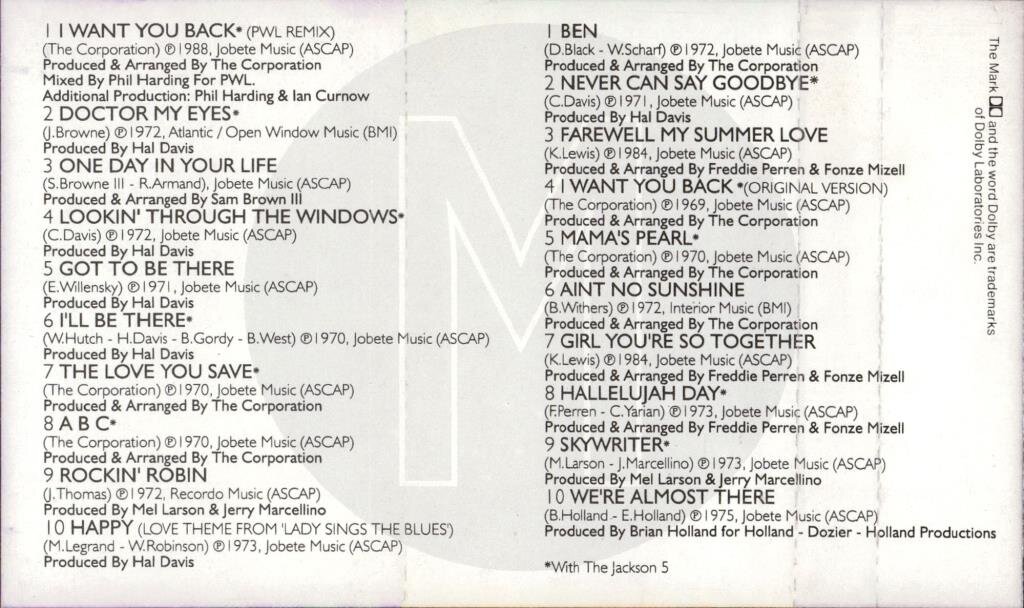 1 I WANT YOU BACK* (PWL REMIX)
(The Corporation) ℗1988, Jobete Music (ASCAP)
Produced & Arranged By The Corporation
Mixed By Phil Harding For PWL.
Additional Production: Phil Harding & Ian Curnow
2 DOCTOR MY EYES*
(J.Browne) ℗1972, Atlantic / Open Window Music (BMI)
Produced By Hal Davis
3 ONE DAY IN YOUR LIFE
(S.Browne III - R.Armand), Jobete Music (ASCAP)
Produced & Arranged By Sam Brown III
4 LOOKIN' THROUGH THE WINDOWS*
(C.Davis) ℗1972, Jobete Music (ASCAP)
Produced By Hal Davis
5 GOT TO BE THERE
(E.Willensky) ℗1971, Jobete Music (ASCAP)
Produced By Hal Davis
6 I'LL BE THERE*
(W.Hutch - H.Davis - B.Gordy - B.West) ℗1970, Jobete Music (ASCAP)
Produced By Hal Davis
7 THE LOVE YOU SAVE*
(The Corporation) ℗1970, Jobete Music (ASCAP)
Produced & Arranged By The Corporation
8 A B C*
(The Corporation) ℗1970, Jobete Music (ASCAP)
Produced & Arranged By The Corporation
9 ROCKIN' ROBIN
(J.Thomas) ℗1972, Recordo Music (ASCAP)
Produced By Mel Larson & Jerry Marcellino
10 HAPPY (LOVE THEME FROM 'LADY SINGS THE BLUES')
(M.Legrand - W.Robinson) ℗1973, Jobete Music (ASCAP)
Produced By Hal Davis
1 BEN
(D.Black - W.Scharf) ℗1972, Jobete Music (ASCAP)
Produced & Arranged By The Corporation
2 NEVER CAN SAY GOODBYE*
(C.Davis) ℗1971, Jobete Music (ASCAP)
Produced By Hal Davis
3 FAREWELL MY SUMMER LOVE
(K.Lewis) ℗1984, Jobete Music (ASCAP)
Produced & Arranged By Freddie Perren & Fonze Mizell
4 I WANT YOU BACK *(ORIGINAL VERSION)
(The Corporation) ℗1969, Jobete Music (ASCAP)
Produced & Arranged By The Corporation
5 MAMA'S PEARL*
(The Corporation) ℗1970, Jobete Music (ASCAP)
Produced & Arranged By The Corporation
6 AINT NO SUNSHINE
(B.Withers) ℗1972, Interior Music (BMI)
Produced & Arranged By The Corporation
7 GIRL YOU'RE SO TOGETHER
(K.Lewis) ℗1984, Jobete Music (ASCAP)
Produced & Arranged By Freddie Perren & Fonze Mizell
8 HALLELUJAH DAY*
(F.Perren - C.Yarian) ℗1973, Jobete Music (ASCAP)
Produced & Arranged By Freddie Perren & Fonze Mizell
9 SKYWRITER*
(M.Larson - J.Marcellino) ℗1973, Jobete Music (ASCAP)
Produced By Mel Larson & Jerry Marcellino
10 WE'RE ALMOST THERE
(B.Holland - E.Holland) ℗1975, Jobete Music (ASCAP)
Produced By Brian Holland for Holland - Dozier - Holland Productions
*With The Jackson 5
The Mark and the word Dolby are trademarks
of Dolby Laboratories Inc.
M